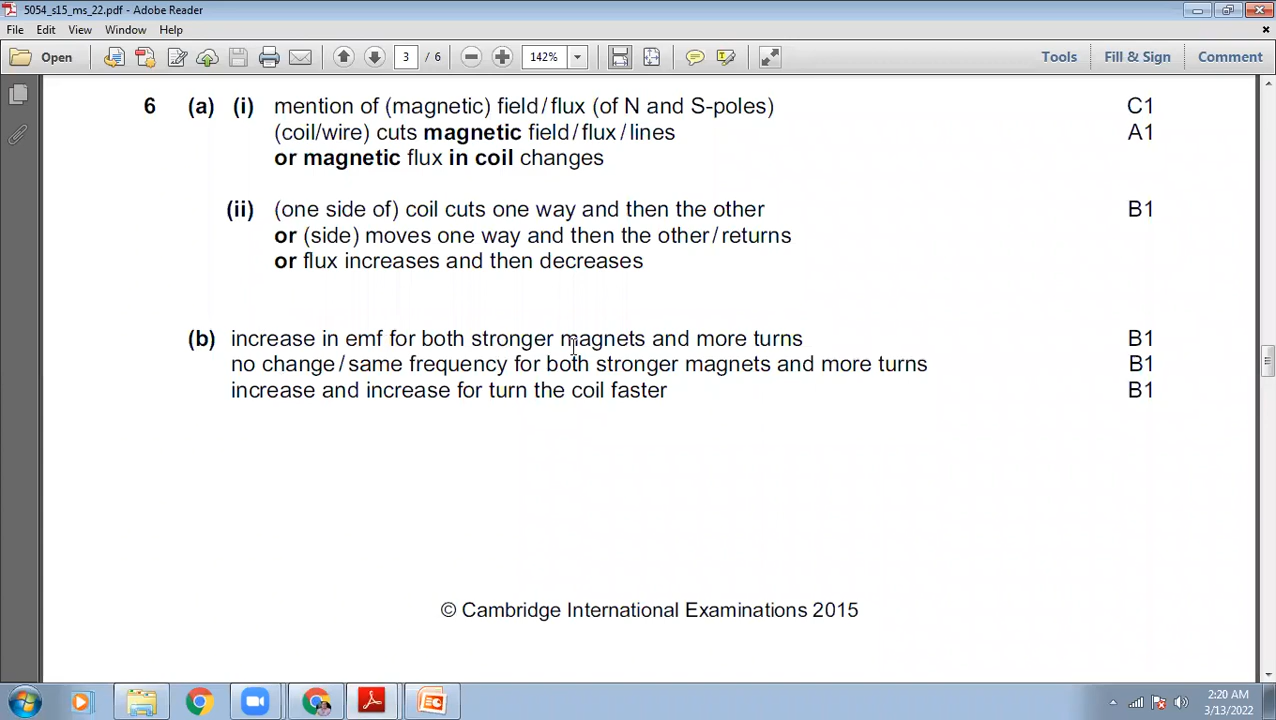 5054_s15_ms_22.pdf - Adobe Reader
File Edit View Window Help
Open 3 / 6 142% Tools Fill & Sign Comment
6 (a) (i) mention of (magnetic) field / flux (of N and S-poles) C1
(coil/wire) cuts magnetic field / flux / lines A1
or magnetic flux in coil changes
(ii) (one side of) coil cuts one way and then the other B1
or (side) moves one way and then the other / returns
or flux increases and then decreases
(b) increase in emf for both stronger magnets and more turns B1
no change / same frequency for both stronger magnets and more turns B1
increase and increase for turn the coil faster B1
© Cambridge International Examinations 2015
2:20 AM
3/13/2022